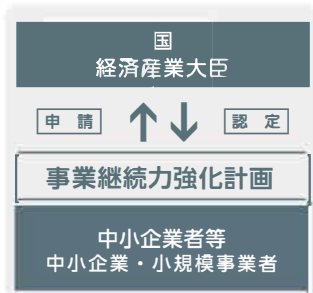 国
経済産業大臣
申 請 認 定
事業継続力強化計画
中小企業者等
中小企業・小規模事業者